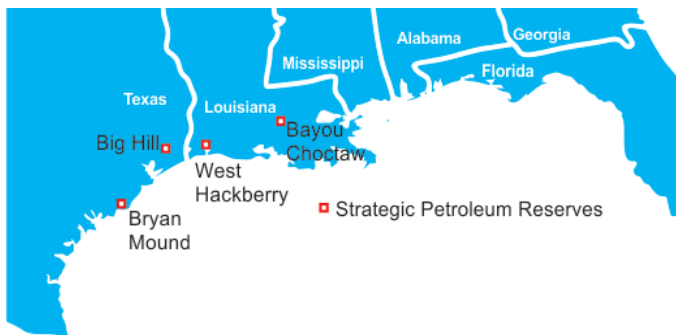 Georgia
Alabama
Mississippi
Florida
Texas
Louisiana
Bayou
Choctaw
Big Hill
West
Hackberry
Strategic Petroleum Reserves
Bryan
Mound